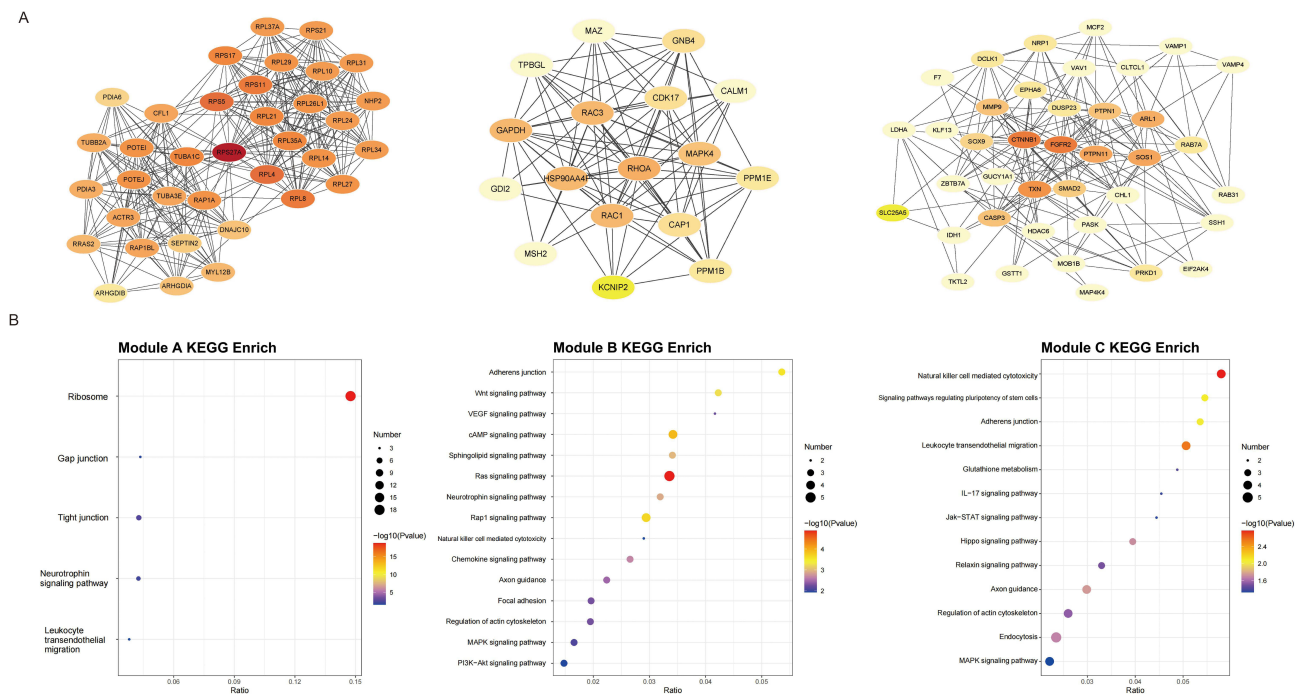 A
RPL37A
RPS21
RPS17
RPL29
RPL10
RPL31
RPS11
RPL26L1
NHP2
PDIA6
RPS5
CFL1
RPL21
RPL24
TUBB2A
POTEI
TUBA1C
RPS27A
RPL35A
RPL14
RPL34
PDIA3
POTEJ
RPL4
RPL27
TUBA3E
RAP1A
RPL8
ACTR3
DNAJC10
RRAS2
RAP1BL
SEPTIN2
MYL12B
ARHGDIB
ARHGDIA
MAZ
GNB4
TPBGL
CALM1
CDK17
RAC3
GAPDH
MAPK4
RHOA
HSP90AA4P
PPM1E
GDI2
RAC1
CAP1
MSH2
PPM1B
KCNIP2
MCF2
NRP1
VAMP1
DCLK1
VAV1
CLTCL1
VAMP4
F7
EPHA6
DUSP23
MMP9
PTPN1
ARL1
LDHA
KLF13
SOX9
CTNNB1
FGFR2
RAB7A
PTPN11
SOS1
GUCY1A1
ZBTB7A
TXN
SMAD2
CHL1
RAB31
SLC25A5
CASP3
PASK
SSH1
IDH1
HDAC6
MOB1B
EIF2AK4
GSTT1
PRKD1
TKTL2
MAP4K4
B
Module A KEGG Enrich
Ribosome
Gap junction
Tight junction
Neurotrophin
signaling pathway
Leukocyte
transendothelial
migration
0.06
0.09
0.12
0.15
Ratio
Number
3
6
9
12
15
18
−log10(Pvalue)
15
10
5
Module B KEGG Enrich
Adherens junction
Wnt signaling pathway
VEGF signaling pathway
cAMP signaling pathway
Sphingolipid signaling pathway
Ras signaling pathway
Neurotrophin signaling pathway
Rap1 signaling pathway
Natural killer cell mediated cytotoxicity
Chemokine signaling pathway
Axon guidance
Focal adhesion
Regulation of actin cytoskeleton
MAPK signaling pathway
PI3K−Akt signaling pathway
0.02
0.03
0.04
0.05
Ratio
Number
2
3
4
5
−log10(Pvalue)
4
3
2
Module C KEGG Enrich
Natural killer cell mediated cytotoxicity
Signaling pathways regulating pluripotency of stem cells
Adherens junction
Leukocyte transendothelial migration
Glutathione metabolism
IL−17 signaling pathway
Jak−STAT signaling pathway
Hippo signaling pathway
Relaxin signaling pathway
Axon guidance
Regulation of actin cytoskeleton
Endocytosis
MAPK signaling pathway
0.02
0.03
0.04
0.05
Ratio
Number
2
3
4
5
−log10(Pvalue)
2.4
2.0
1.6